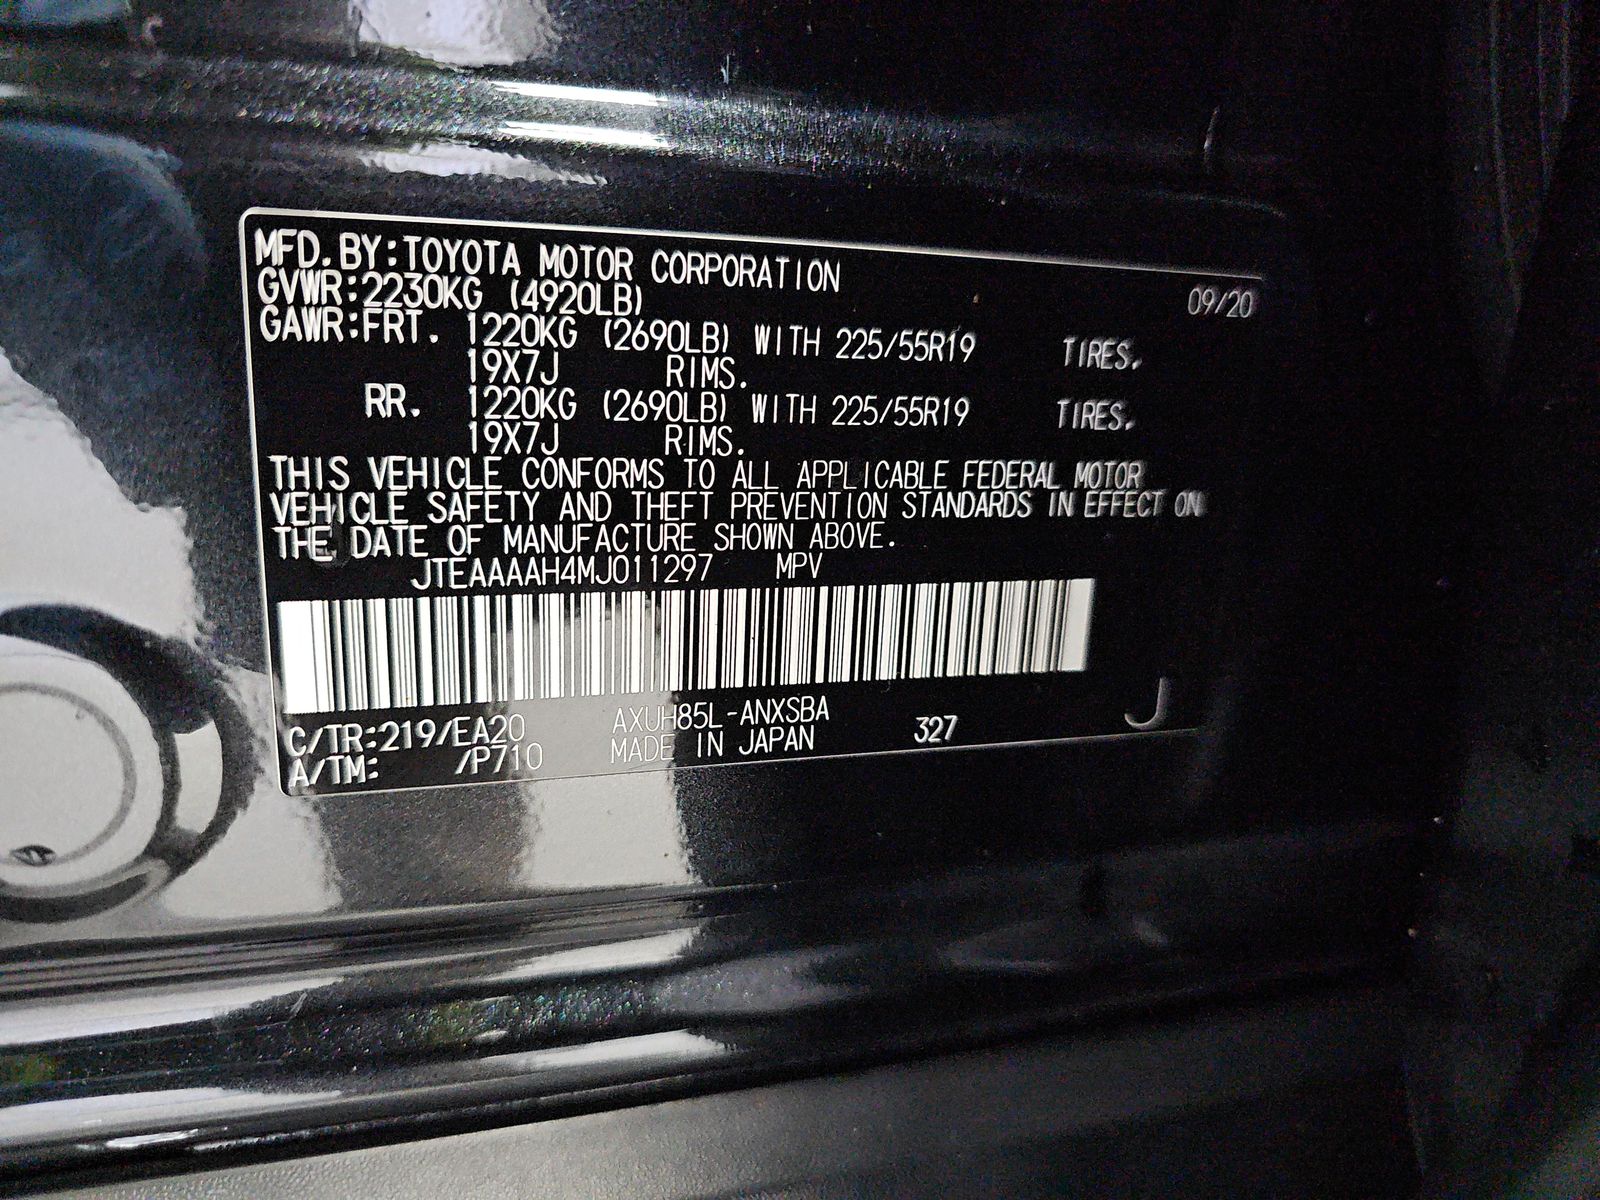 MFD. BY: TOYOTA MOTOR CORPORATION 09/20
GVWR: 2230KG (4920LB)
GAWR: FRT. 1220KG (2690LB) WITH 225/55R19 TIRES,
19X7J RIMS.
RR. 1220KG (2690LB) WITH 225/55R19 TIRES,
19X7J RIMS.
THIS VEHICLE CONFORMS TO ALL APPLICABLE FEDERAL MOTOR
VEHICLE SAFETY AND THEFT PREVENTION STANDARDS IN EFFECT ON
THE DATE OF MANUFACTURE SHOWN ABOVE.
JTEAAAAH4MJ011297 MPV
C/TR: 219/EA20 AXUH85L-ANXSBA 327 J
A/TM: /P710 MADE IN JAPAN